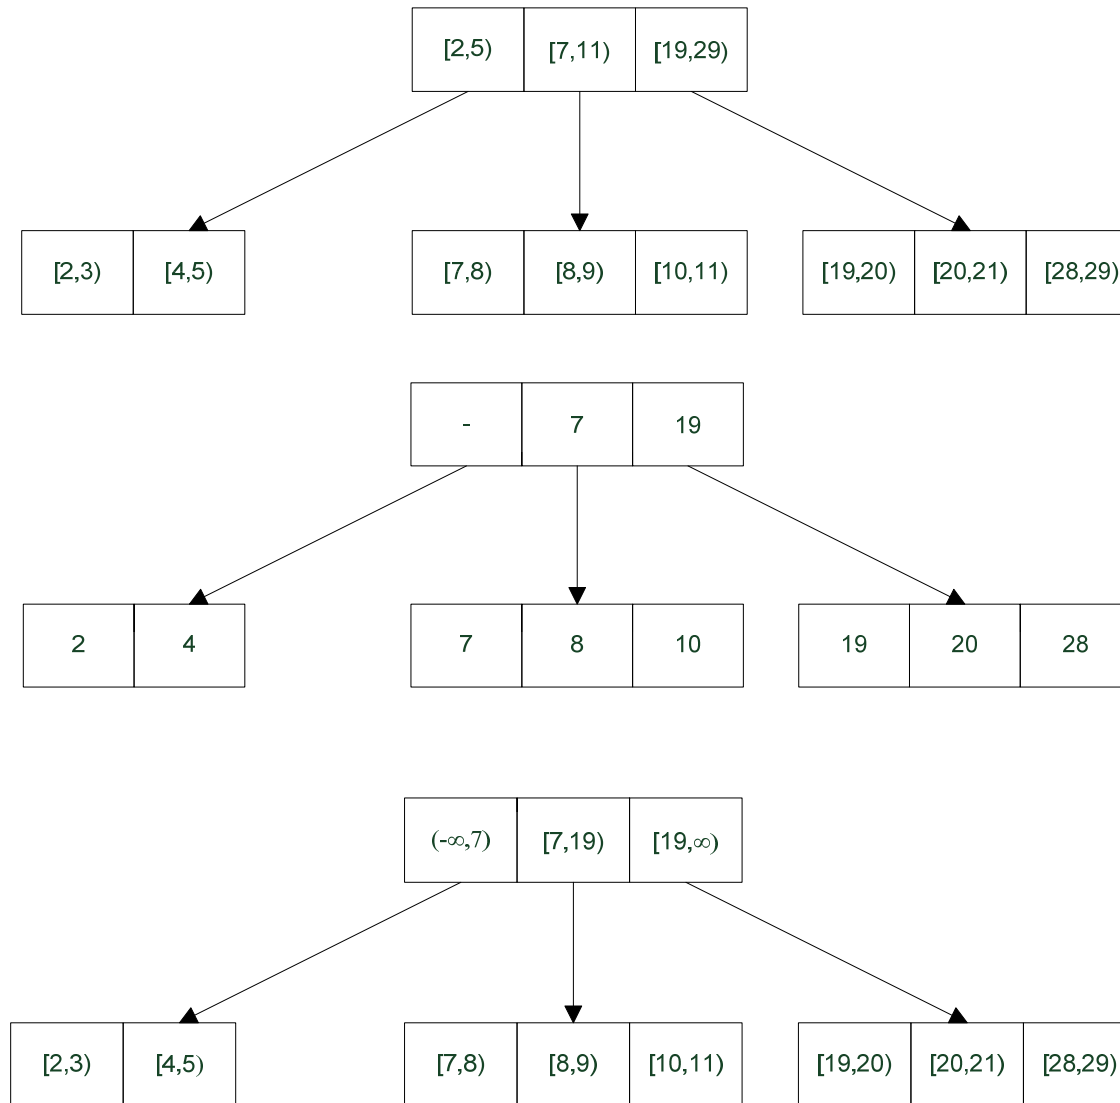 [2,5) [7,11) [19,29)
[2,3) [4,5) [7,8) [8,9) [10,11) [19,20) [20,21) [28,29)
- 7 19
2 4 7 8 10 19 20 28
(-∞,7) [7,19) [19,∞)
[2,3) [4,5) [7,8) [8,9) [10,11) [19,20) [20,21) [28,29)